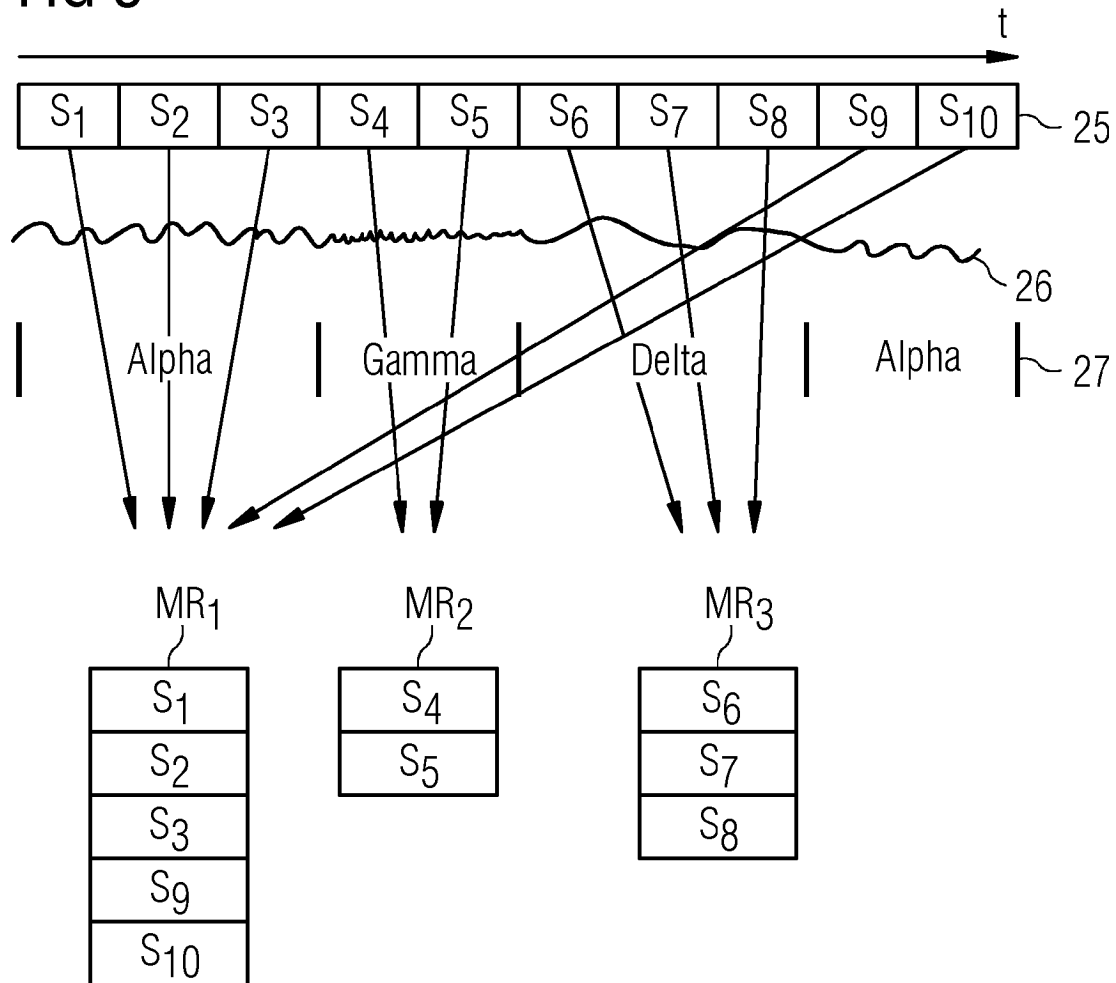 t
S1 S2 S3 S4 S5 S6 S7 S8 S9 S10 25
26
Alpha Gamma Delta Alpha 27
MR1 MR2 MR3
S1 S4 S6
S2 S5 S7
S3 S8
S9
S10